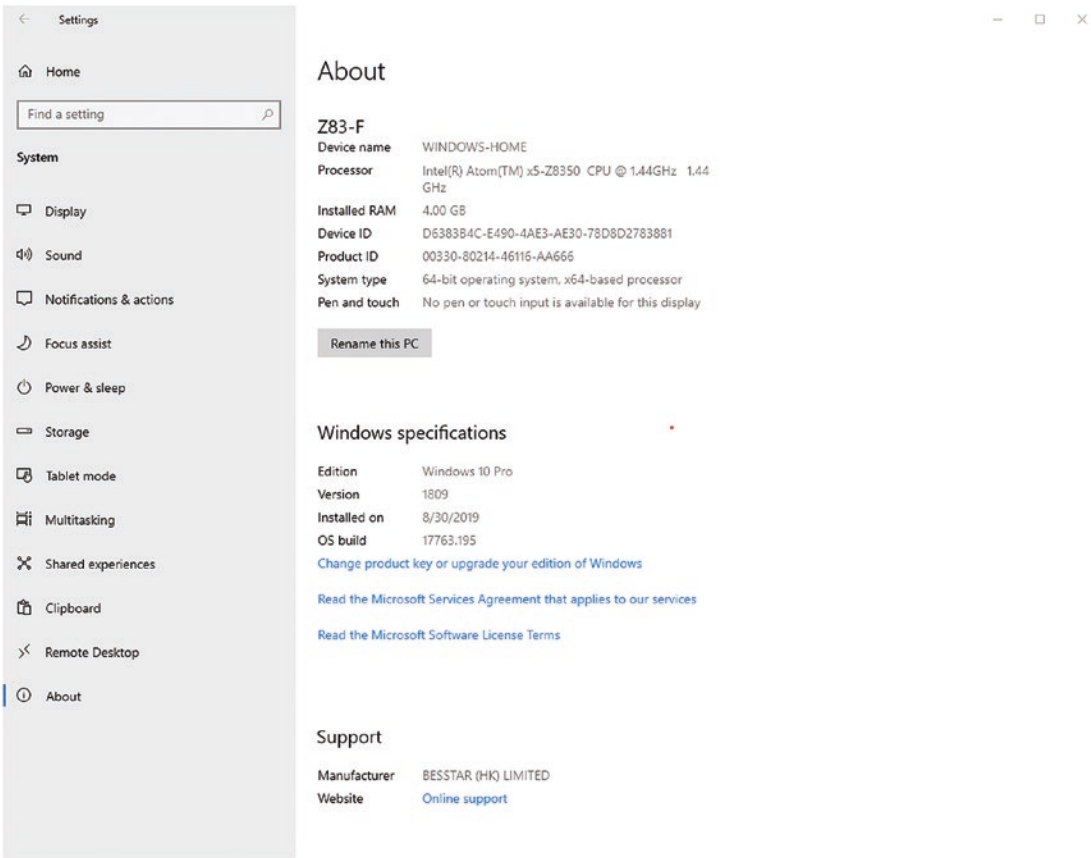 Settings
Home
Find a setting
System
Display
Sound
Notifications & actions
Focus assist
Power & sleep
Storage
Tablet mode
Multitasking
Shared experiences
Clipboard
Remote Desktop
About
About
Z83-F
Device name WINDOWS-HOME
Processor Intel(R) Atom(TM) x5-Z8350 CPU @ 1.44GHz 1.44
GHz
Installed RAM 4.00 GB
Device ID D6383B4C-E490-4AE3-AE30-78D8D2783881
Product ID 00330-80214-46116-AA666
System type 64-bit operating system, x64-based processor
Pen and touch No pen or touch input is available for this display
Rename this PC
Windows specifications
Edition Windows 10 Pro
Version 1809
Installed on 8/30/2019
OS build 17763.195
Change product key or upgrade your edition of Windows
Read the Microsoft Services Agreement that applies to our services
Read the Microsoft Software License Terms
Support
Manufacturer BESSTAR (HK) LIMITED
Website Online support